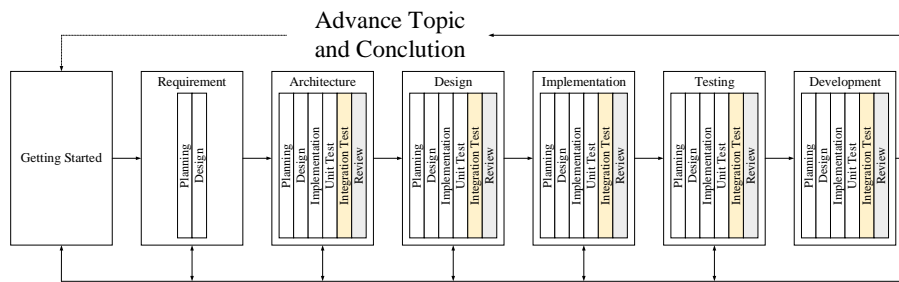 Advance Topic
and Conclution
Getting Started
Requirement
Planning
Design
Architecture
Planning
Design
Implementation
Unit Test
Integration Test
Review
Design
Planning
Design
Implementation
Unit Test
Integration Test
Review
Implementation
Planning
Design
Implementation
Unit Test
Integration Test
Review
Testing
Planning
Design
Implementation
Unit Test
Integration Test
Review
Development
Planning
Design
Implementation
Unit Test
Integration Test
Review